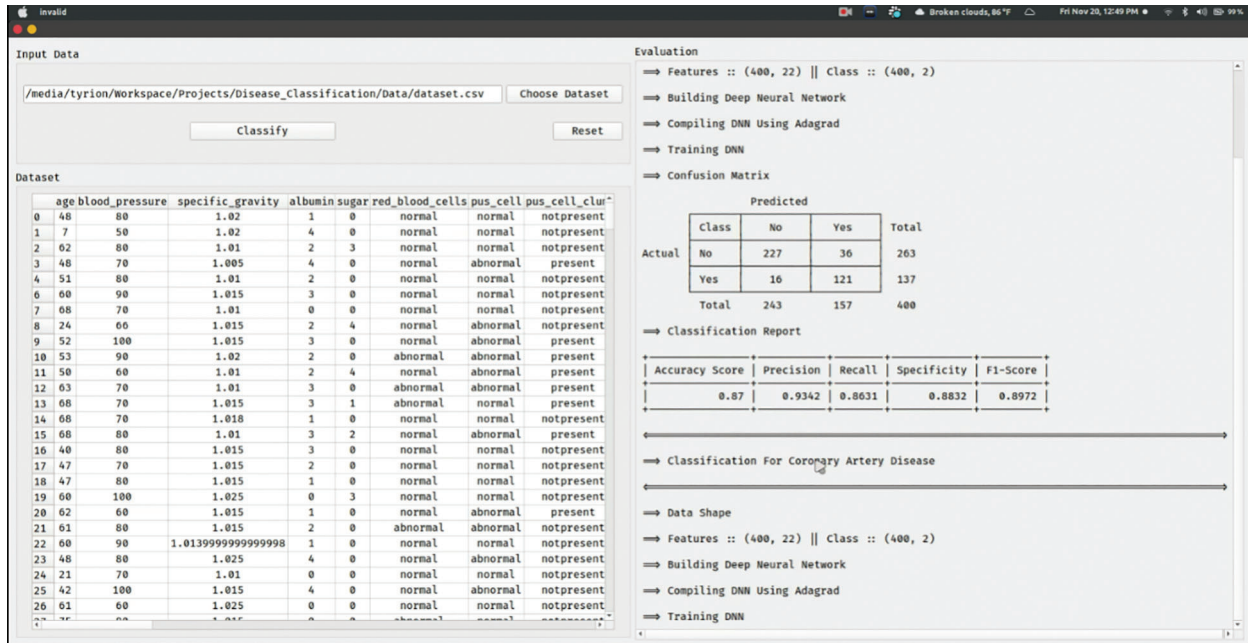 invalid Broken clouds, 86 °F Fri Nov 20, 12:49 PM 99%
Input Data
/media/tyrion/Workspace/Projects/Disease_Classification/Data/dataset.csv Choose Dataset
Classify Reset
Dataset
age blood_pressure specific_gravity albumin sugar red_blood_cells pus_cell pus_cell_clu
0 48 80 1.02 1 0 normal normal notpresent
1 7 50 1.02 4 0 normal normal notpresent
2 62 80 1.01 2 3 normal normal notpresent
3 48 70 1.005 4 0 normal abnormal present
4 51 80 1.01 2 0 normal normal notpresent
6 60 90 1.015 3 0 normal normal notpresent
7 68 70 1.01 0 0 normal normal notpresent
8 24 66 1.015 2 4 normal abnormal notpresent
9 52 100 1.015 3 0 normal abnormal present
10 53 90 1.02 2 0 abnormal abnormal present
11 50 60 1.01 2 4 normal abnormal present
12 63 70 1.01 3 0 abnormal abnormal present
13 68 70 1.015 3 1 abnormal normal present
14 68 70 1.018 1 0 normal normal notpresent
15 68 80 1.01 3 2 normal abnormal present
16 40 80 1.015 3 0 normal normal notpresent
17 47 70 1.015 2 0 normal normal notpresent
18 47 80 1.015 1 0 normal normal notpresent
19 60 100 1.025 0 3 normal normal notpresent
20 62 60 1.015 1 0 normal abnormal present
21 61 80 1.015 2 0 abnormal abnormal notpresent
22 60 90 1.0139999999999998 1 0 normal normal notpresent
23 48 80 1.025 4 0 normal abnormal notpresent
24 21 70 1.01 0 0 normal normal notpresent
25 42 100 1.015 4 0 normal abnormal notpresent
26 61 60 1.025 0 0 normal normal notpresent
Evaluation
⟹ Features :: (400, 22) || Class :: (400, 2)
⟹ Building Deep Neural Network
⟹ Compiling DNN Using Adagrad
⟹ Training DNN
⟹ Confusion Matrix
Predicted
Class No Yes Total
Actual No 227 36 263
Yes 16 121 137
Total 243 157 400
⟹ Classification Report
| Accuracy Score | Precision | Recall | Specificity | F1-Score |
| 0.87 | 0.9342 | 0.8631 | 0.8832 | 0.8972 |
⟹ Classification For Coronary Artery Disease
⟹ Data Shape
⟹ Features :: (400, 22) || Class :: (400, 2)
⟹ Building Deep Neural Network
⟹ Compiling DNN Using Adagrad
⟹ Training DNN